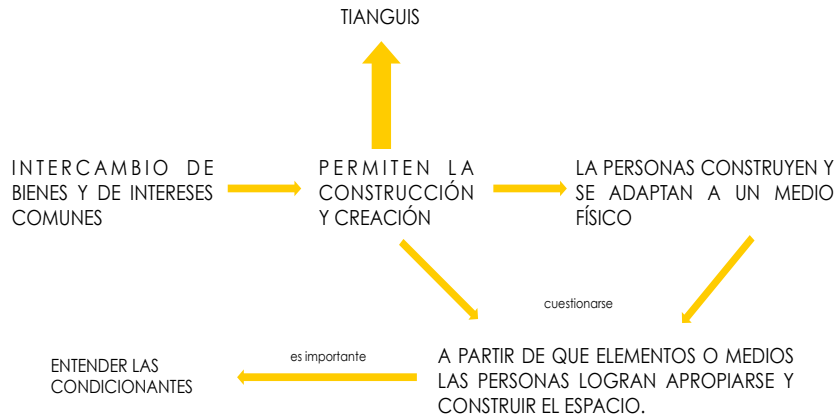 TIANGUIS
INTERCAMBIO DE
BIENES Y DE INTERESES
COMUNES
PERMITEN LA
CONSTRUCCIÓN
Y CREACIÓN
LA PERSONAS CONSTRUYEN Y
SE ADAPTAN A UN MEDIO
FÍSICO
cuestionarse
ENTENDER LAS
CONDICIONANTES
es importante
A PARTIR DE QUE ELEMENTOS O MEDIOS
LAS PERSONAS LOGRAN APROPIARSE Y
CONSTRUIR EL ESPACIO.